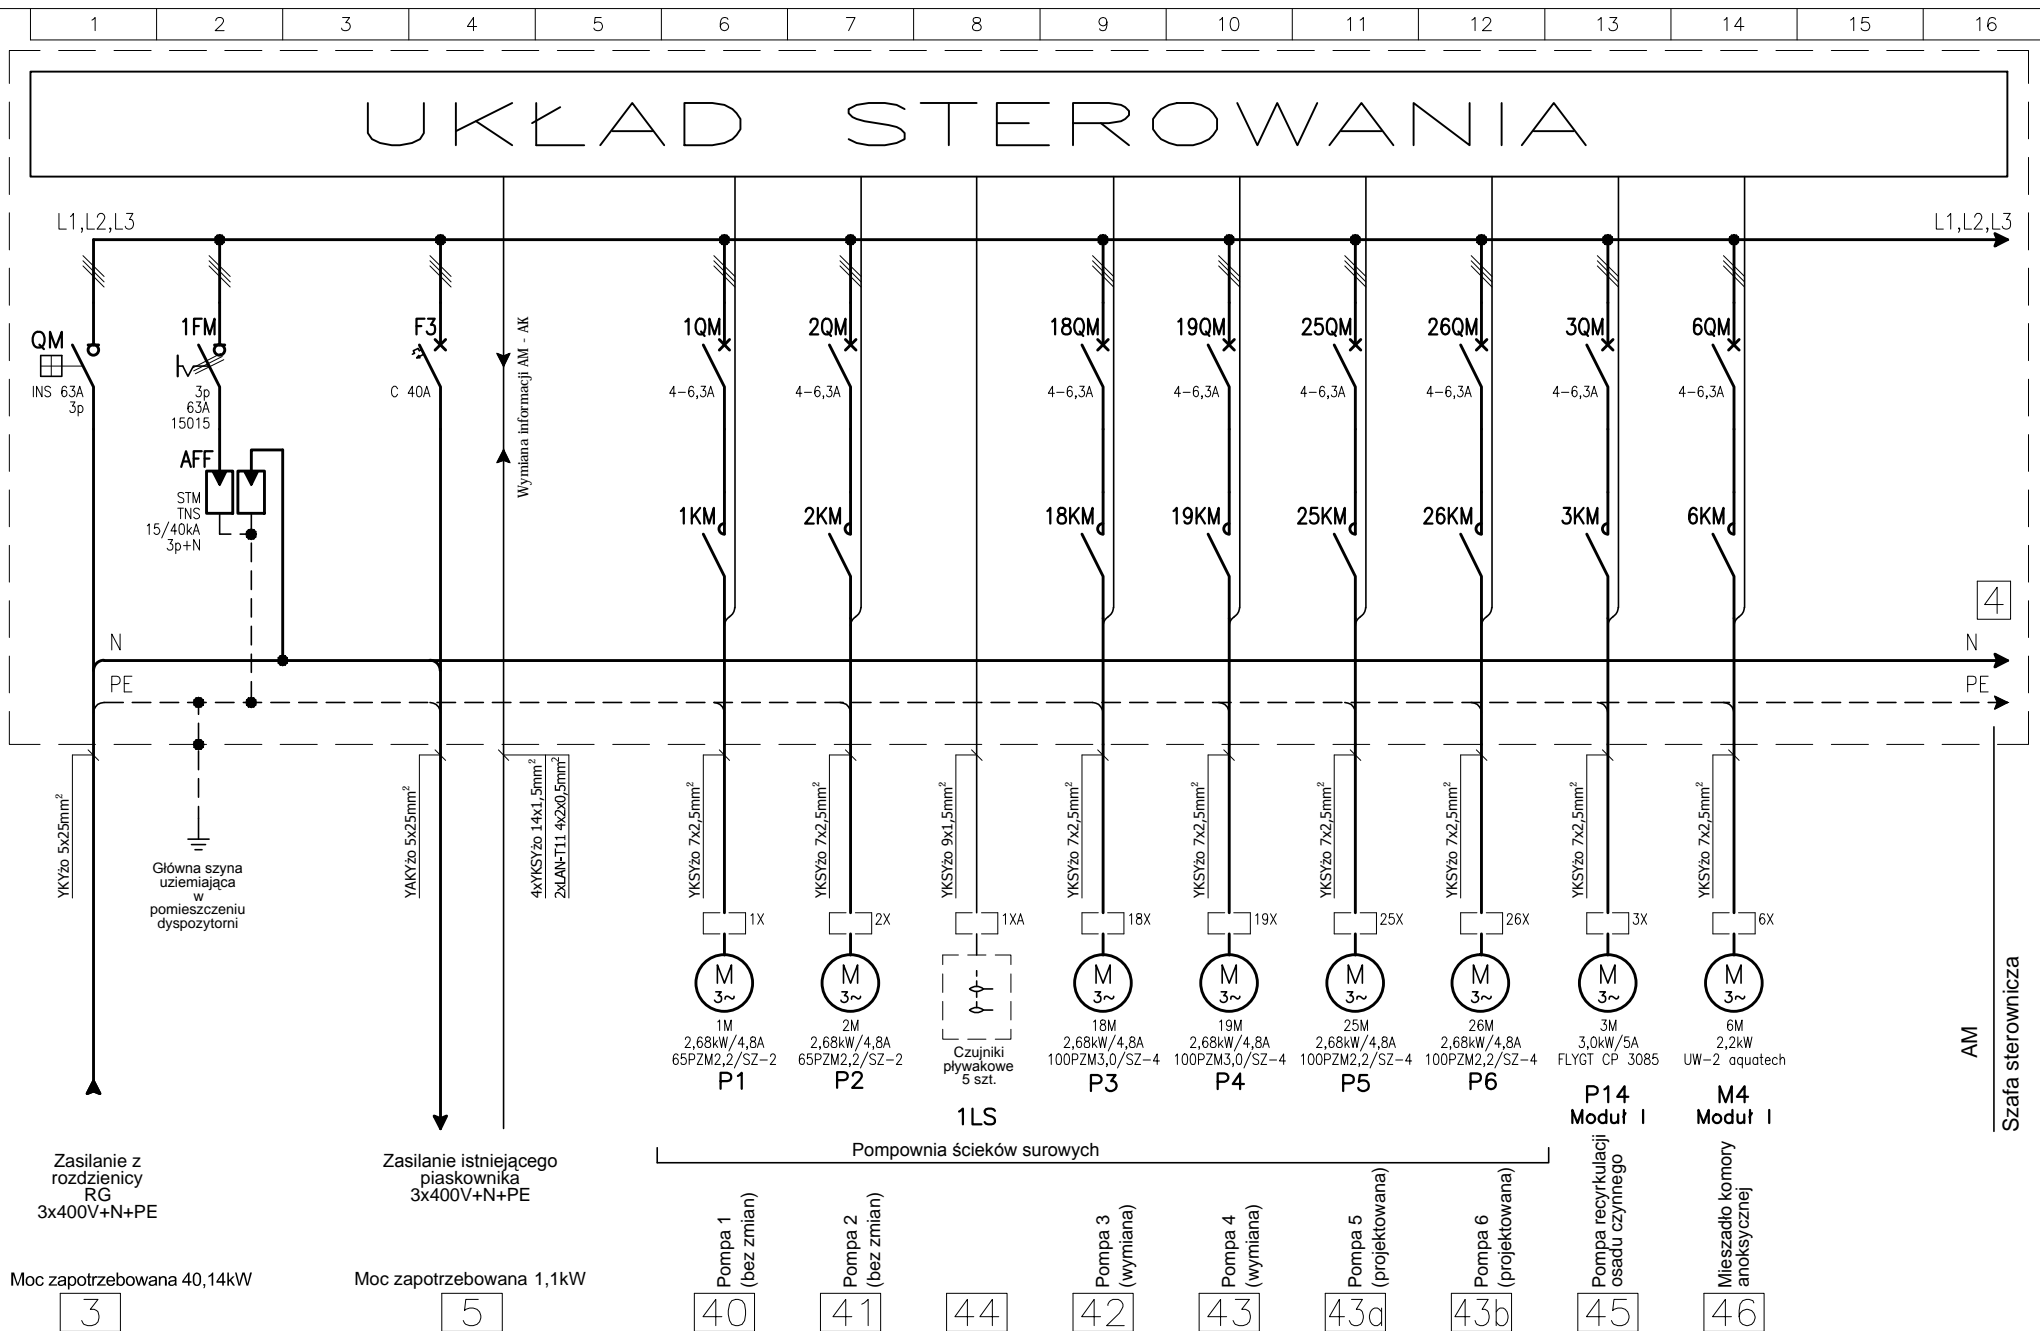 1 2 3 4 5 6 7 8 9 10 11 12 13 14 15 16
UKŁAD STEROWANIA
L1,L2,L3
L1,L2,L3
QM
INS 63A
3p
1FM
3p
63A
15015
AFF
STM
TNS
15/40kA
3p+N
F3
C 40A
Wymiana informacji AM - AK
1QM
4-6,3A
1KM
2QM
4-6,3A
2KM
18QM
4-6,3A
18KM
19QM
4-6,3A
19KM
25QM
4-6,3A
25KM
26QM
4-6,3A
26KM
3QM
4-6,3A
3KM
6QM
4-6,3A
6KM
4
N
N
PE
PE
YKYżo 5x25mm²
Główna szyna
uziemiająca
w
pomieszczeniu
dyspozytorni
YAKYżo 5x25mm²
4xYKSYżo 14x1,5mm²
2xLAN-T11 4x2x0,5mm²
YKSYżo 7x2,5mm²
YKSYżo 7x2,5mm²
YKSYżo 9x1,5mm²
YKSYżo 7x2,5mm²
YKSYżo 7x2,5mm²
YKSYżo 7x2,5mm²
YKSYżo 7x2,5mm²
YKSYżo 7x2,5mm²
YKSYżo 7x2,5mm²
1X
M
3~
1M
2,68kW/4,8A
65PZM2,2/SZ-2
P1
2X
M
3~
2M
2,68kW/4,8A
65PZM2,2/SZ-2
P2
1XA
Czujniki
pływakowe
5 szt.
1LS
18X
M
3~
18M
2,68kW/4,8A
100PZM3,0/SZ-4
P3
19X
M
3~
19M
2,68kW/4,8A
100PZM3,0/SZ-4
P4
25X
M
3~
25M
2,68kW/4,8A
100PZM2,2/SZ-4
P5
26X
M
3~
26M
2,68kW/4,8A
100PZM2,2/SZ-4
P6
3X
M
3~
3M
3,0kW/5A
FLYGT CP 3085
P14
Moduł I
6X
M
3~
6M
2,2kW
UW-2 aquatech
M4
Moduł I
AM
Szafa sterownicza
Pompownia ścieków surowych
Zasilanie z
rozdzienicy
RG
3x400V+N+PE
Moc zapotrzebowana 40,14kW
3
Zasilanie istniejącego
piaskownika
3x400V+N+PE
Moc zapotrzebowana 1,1kW
5
Pompa 1
(bez zmian)
40
Pompa 2
(bez zmian)
41
44
Pompa 3
(wymiana)
42
Pompa 4
(wymiana)
43
Pompa 5
(projektowana)
43a
Pompa 6
(projektowana)
43b
Pompa recyrkulacji
osadu czynnego
45
Mieszadło komory
anoksycznej
46